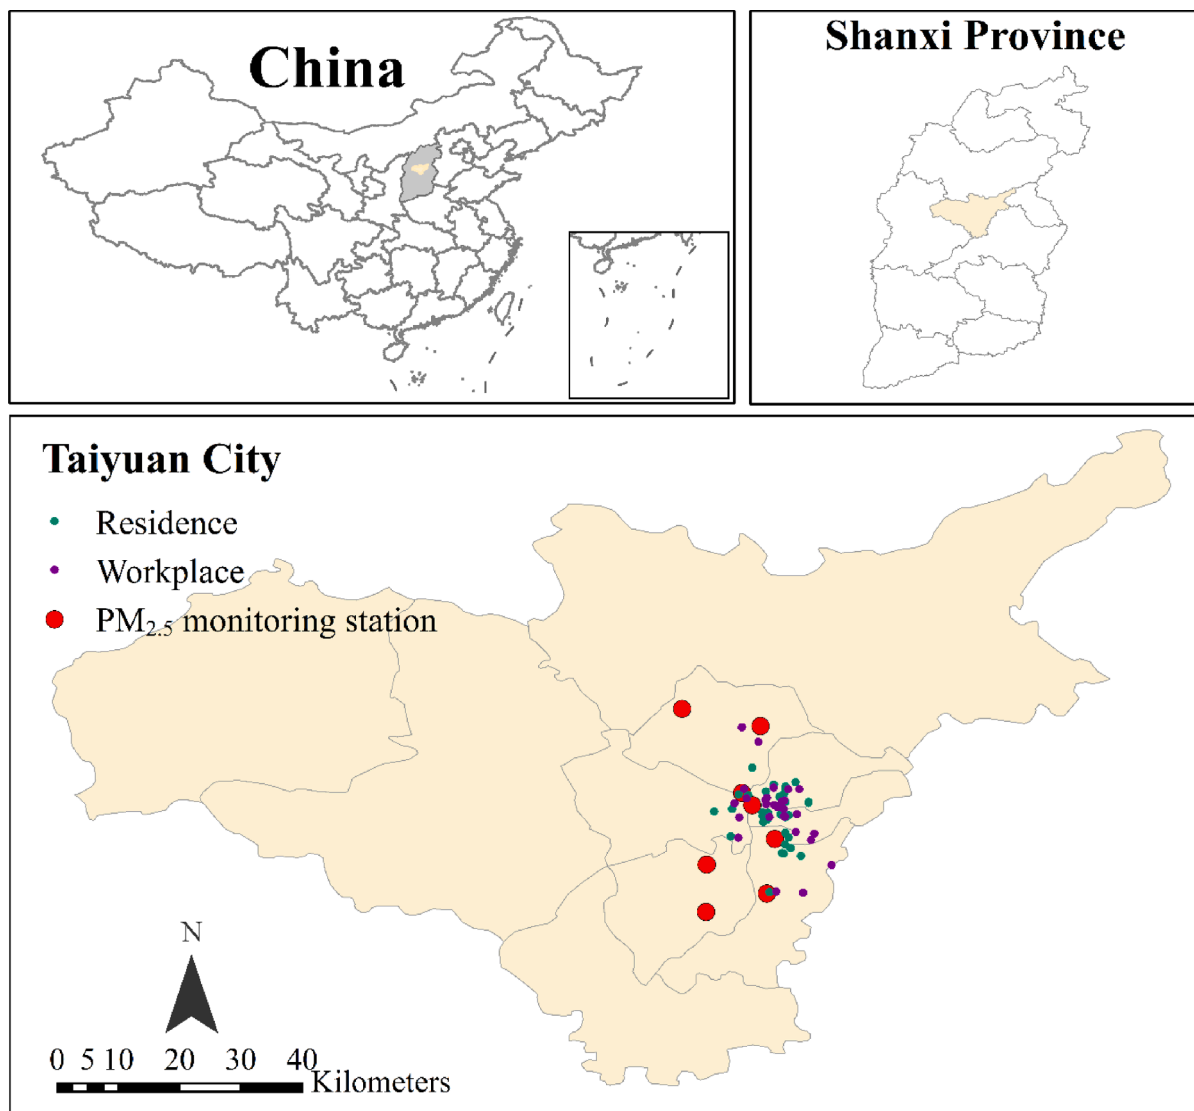 China
Shanxi Province
Taiyuan City
Residence
Workplace
PM2.5 monitoring station
N
0 5 10 20 30 40
Kilometers